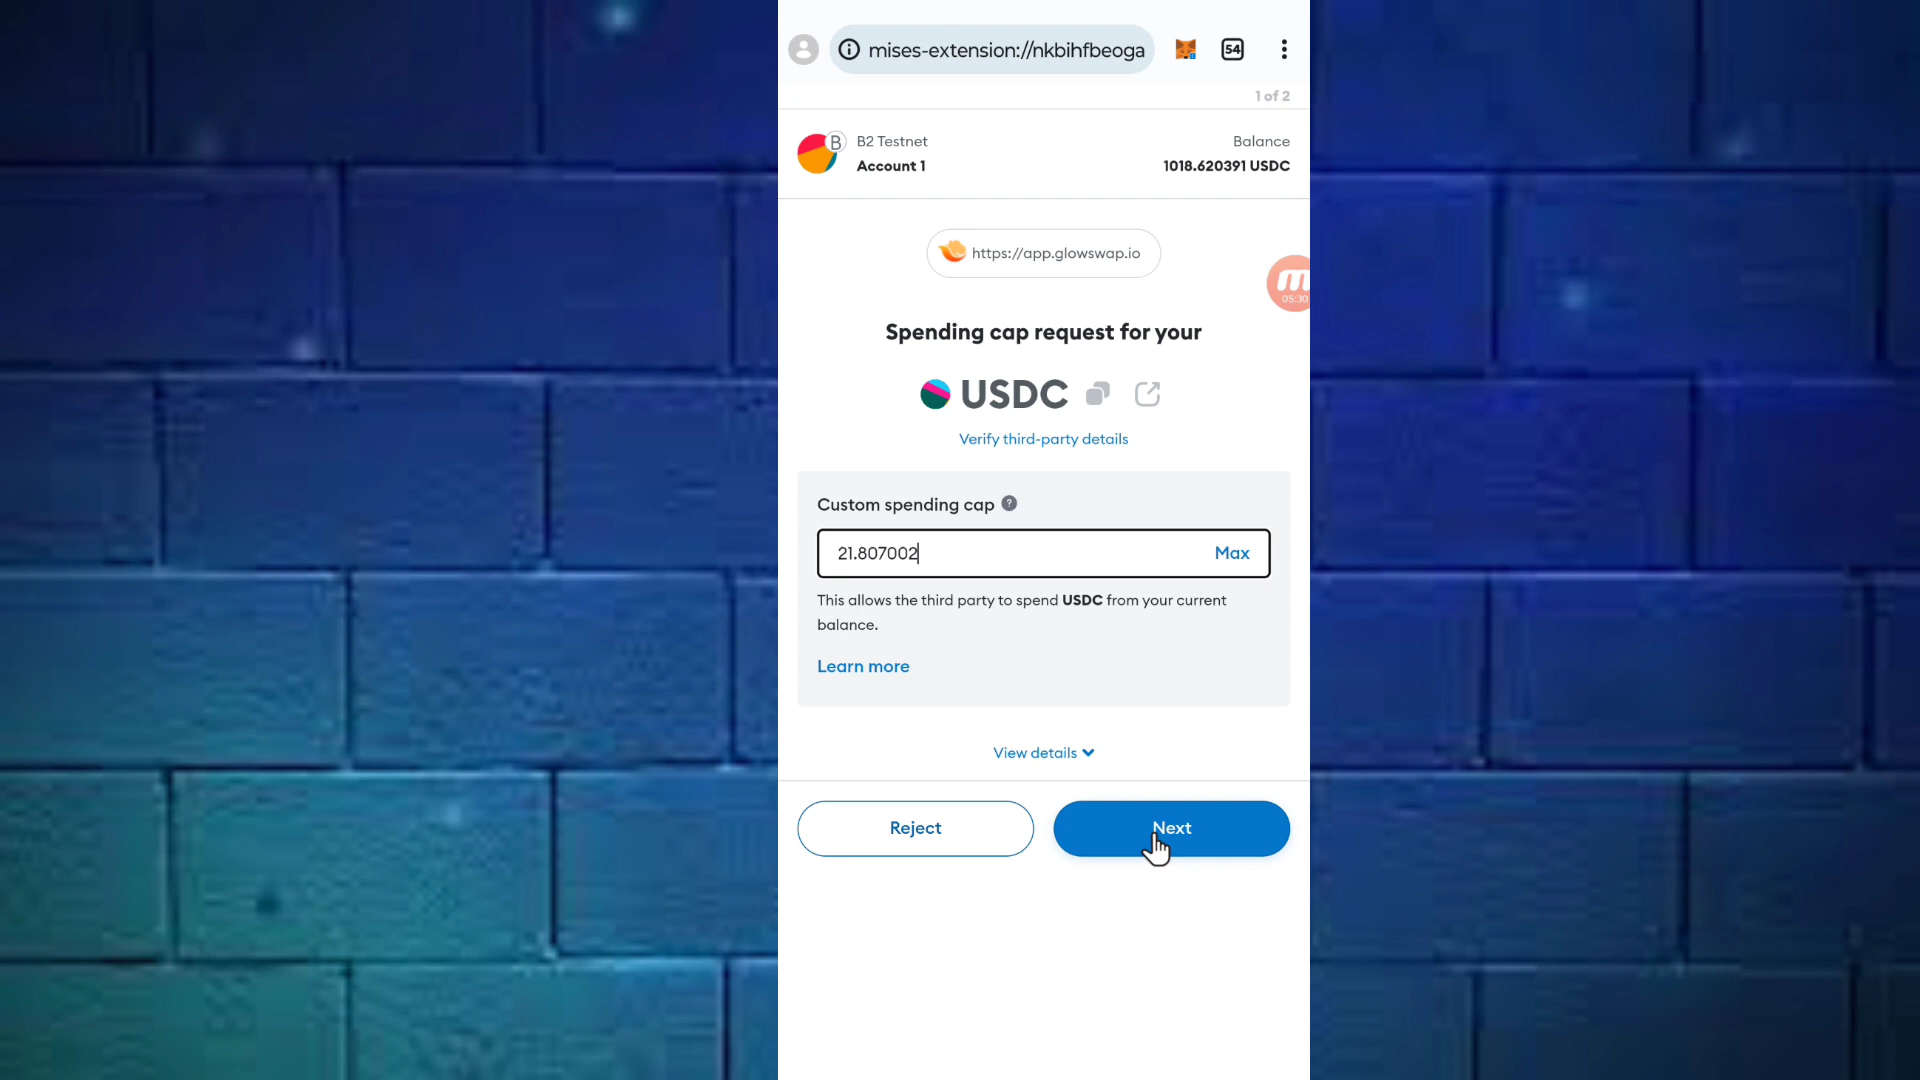 mises-extension://nkbihfbeoga
54
1 of 2
B
B2 Testnet
Balance
Account 1
1018.620391 USDC
https://app.glowswap.io
m
05:30
Spending cap request for your
USDC
Verify third-party details
Custom spending cap ?
21.807002
Max
This allows the third party to spend USDC from your current
balance.
Learn more
View details
Reject
Next